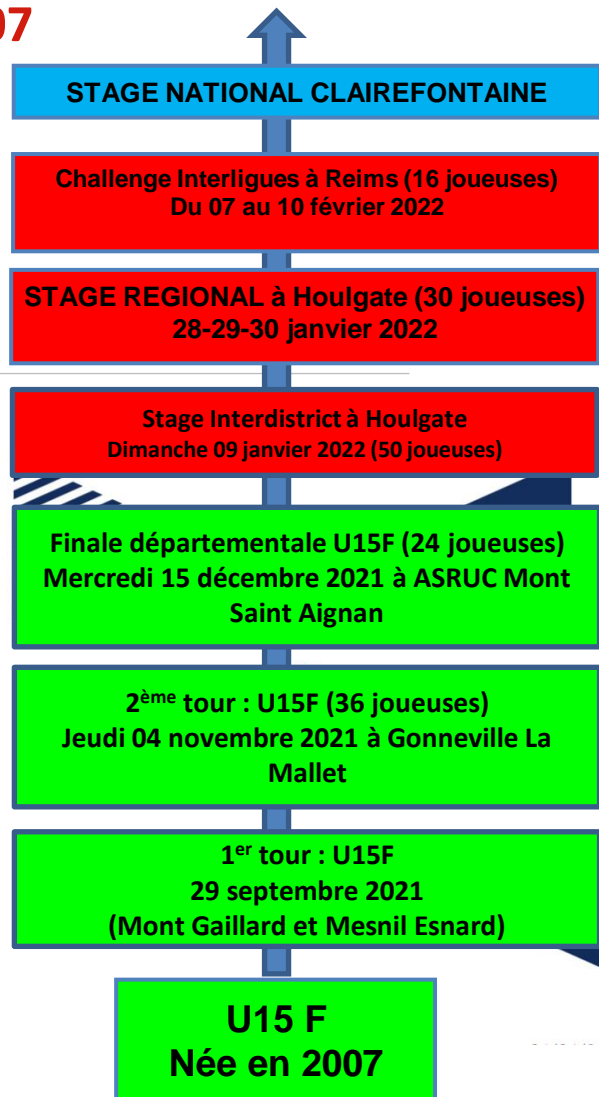 07
STAGE NATIONAL CLAIREFONTAINE
Challenge Interligues à Reims (16 joueuses)
Du 07 au 10 février 2022
STAGE REGIONAL à Houlgate (30 joueuses)
28-29-30 janvier 2022
Stage Interdistrict à Houlgate
Dimanche 09 janvier 2022 (50 joueuses)
Finale départementale U15F (24 joueuses)
Mercredi 15 décembre 2021 à ASRUC Mont
Saint Aignan
2ème tour : U15F (36 joueuses)
Jeudi 04 novembre 2021 à Gonneville La
Mallet
1er tour : U15F
29 septembre 2021
(Mont Gaillard et Mesnil Esnard)
U15 F
Née en 2007